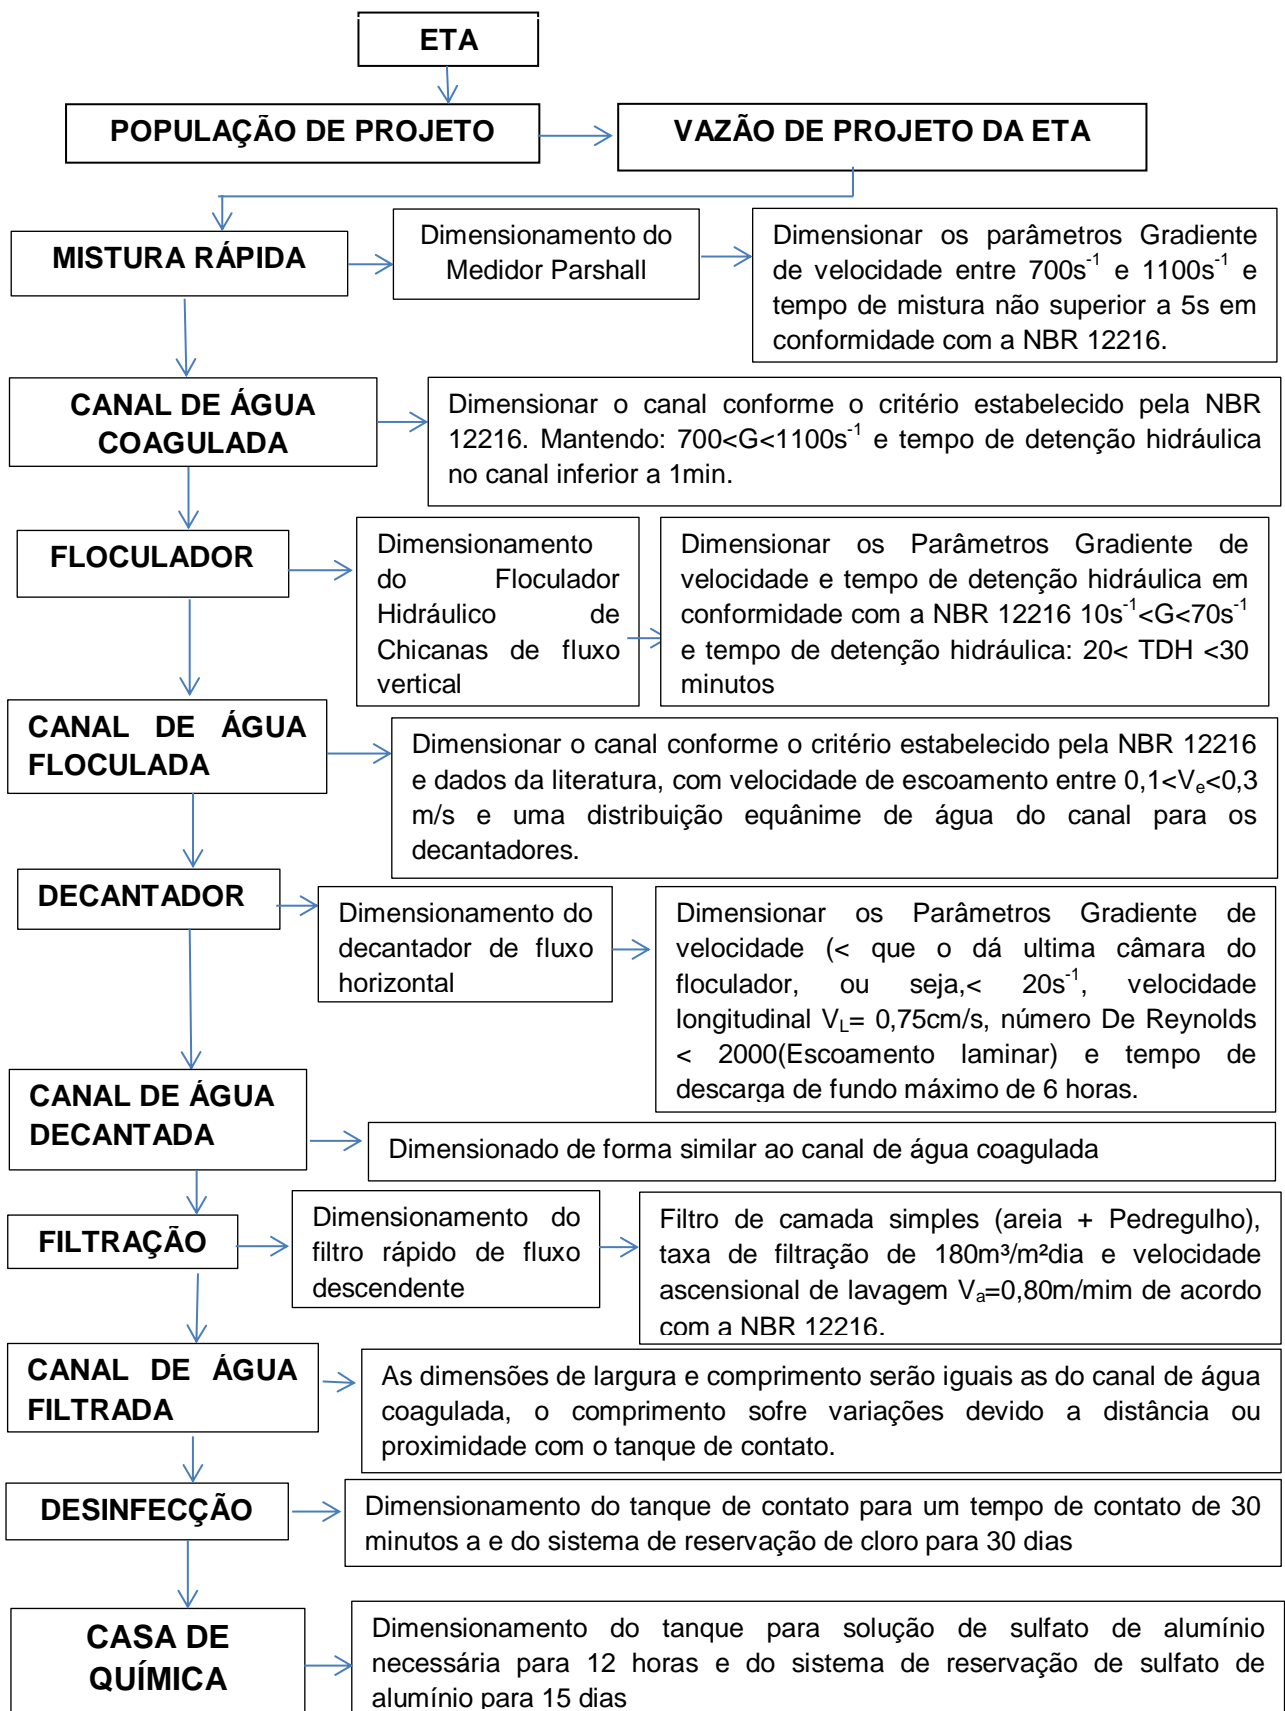 ETA
POPULAÇÃO DE PROJETO
VAZÃO DE PROJETO DA ETA
MISTURA RÁPIDA
Dimensionamento do
Medidor Parshall
Dimensionar os parâmetros Gradiente
de velocidade entre 700s⁻¹ e 1100s⁻¹ e
tempo de mistura não superior a 5s em
conformidade com a NBR 12216.
CANAL DE ÁGUA
COAGULADA
Dimensionar o canal conforme o critério estabelecido pela NBR
12216. Mantendo: 700<G<1100s⁻¹ e tempo de detenção hidráulica
no canal inferior a 1min.
FLOCULADOR
Dimensionamento
do Floculador
Hidráulico de
Chicanas de fluxo
vertical
Dimensionar os Parâmetros Gradiente de
velocidade e tempo de detenção hidráulica em
conformidade com a NBR 12216 10s⁻¹<G<70s⁻¹
e tempo de detenção hidráulica: 20< TDH <30
minutos
CANAL DE ÁGUA
FLOCULADA
Dimensionar o canal conforme o critério estabelecido pela NBR 12216
e dados da literatura, com velocidade de escoamento entre 0,1<Vₑ<0,3
m/s e uma distribuição equânime de água do canal para os
decantadores.
DECANTADOR
Dimensionamento do
decantador de fluxo
horizontal
Dimensionar os Parâmetros Gradiente de
velocidade (< que o dá ultima câmara do
floculador, ou seja,< 20s⁻¹, velocidade
longitudinal V_L= 0,75cm/s, número De Reynolds
< 2000(Escoamento laminar) e tempo de
descarga de fundo máximo de 6 horas.
CANAL DE ÁGUA
DECANTADA
Dimensionado de forma similar ao canal de água coagulada
FILTRAÇÃO
Dimensionamento do
filtro rápido de fluxo
descendente
Filtro de camada simples (areia + Pedregulho),
taxa de filtração de 180m³/m²dia e velocidade
ascensional de lavagem Vₐ=0,80m/mim de acordo
com a NBR 12216.
CANAL DE ÁGUA
FILTRADA
As dimensões de largura e comprimento serão iguais as do canal de água
coagulada, o comprimento sofre variações devido a distância ou
proximidade com o tanque de contato.
DESINFECÇÃO
Dimensionamento do tanque de contato para um tempo de contato de 30
minutos a e do sistema de reservação de cloro para 30 dias
CASA DE
QUÍMICA
Dimensionamento do tanque para solução de sulfato de alumínio
necessária para 12 horas e do sistema de reservação de sulfato de
alumínio para 15 dias